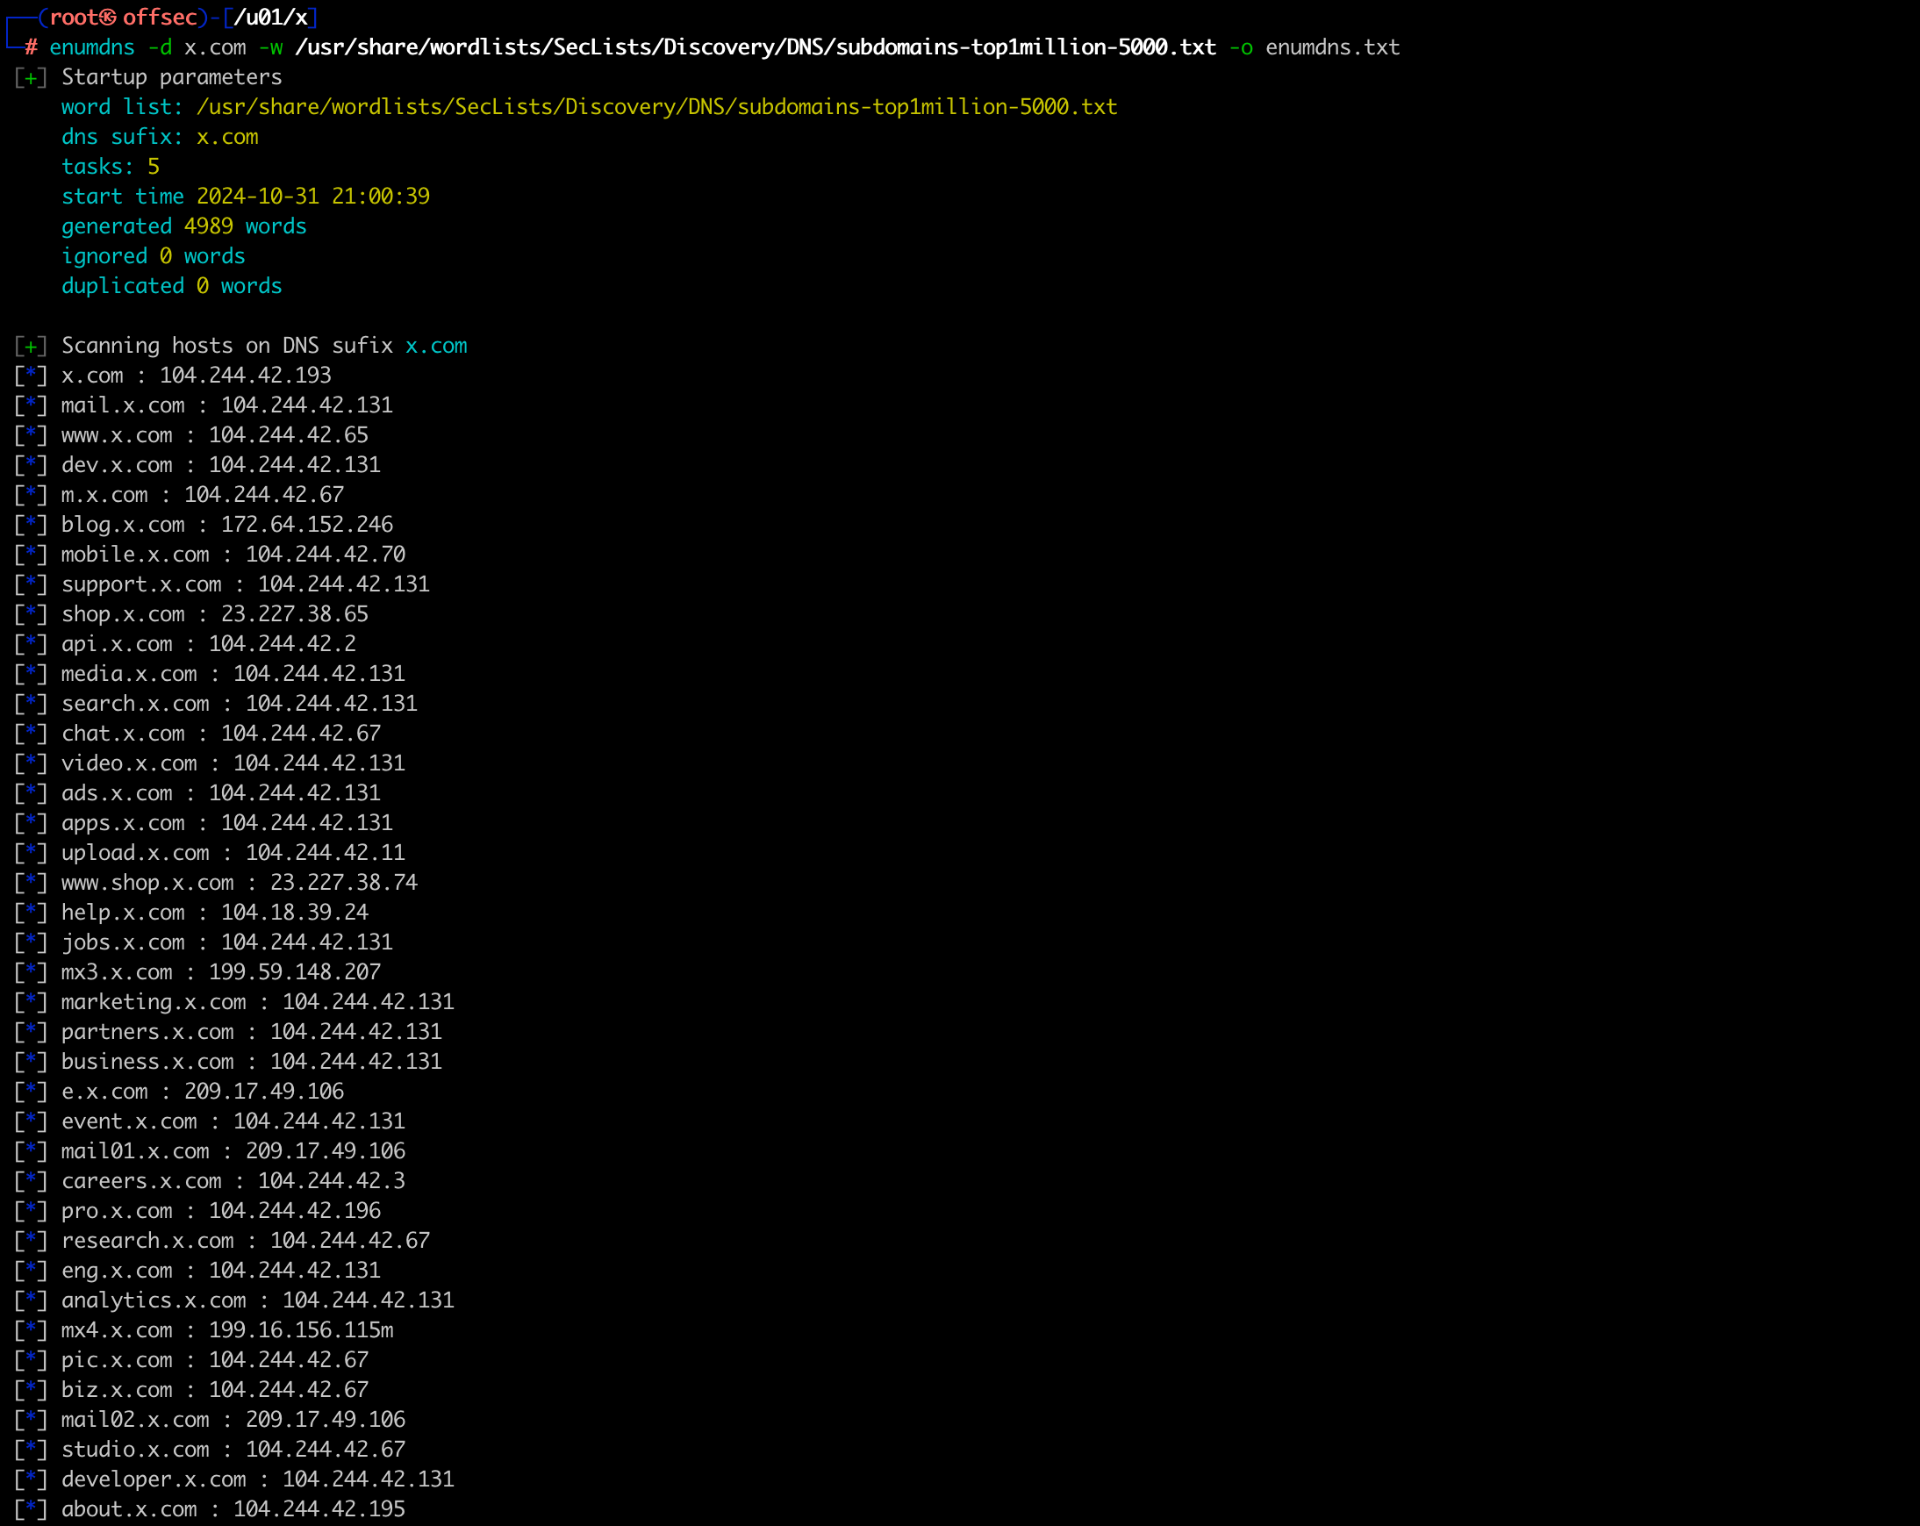 (root㉿offsec)-[/u01/x]
# enumdns -d x.com -w /usr/share/wordlists/SecLists/Discovery/DNS/subdomains-top1million-5000.txt -o enumdns.txt
[+] Startup parameters
word list: /usr/share/wordlists/SecLists/Discovery/DNS/subdomains-top1million-5000.txt
dns sufix: x.com
tasks: 5
start time 2024-10-31 21:00:39
generated 4989 words
ignored 0 words
duplicated 0 words
[+] Scanning hosts on DNS sufix x.com
[*] x.com : 104.244.42.193
[*] mail.x.com : 104.244.42.131
[*] www.x.com : 104.244.42.65
[*] dev.x.com : 104.244.42.131
[*] m.x.com : 104.244.42.67
[*] blog.x.com : 172.64.152.246
[*] mobile.x.com : 104.244.42.70
[*] support.x.com : 104.244.42.131
[*] shop.x.com : 23.227.38.65
[*] api.x.com : 104.244.42.2
[*] media.x.com : 104.244.42.131
[*] search.x.com : 104.244.42.131
[*] chat.x.com : 104.244.42.67
[*] video.x.com : 104.244.42.131
[*] ads.x.com : 104.244.42.131
[*] apps.x.com : 104.244.42.131
[*] upload.x.com : 104.244.42.11
[*] www.shop.x.com : 23.227.38.74
[*] help.x.com : 104.18.39.24
[*] jobs.x.com : 104.244.42.131
[*] mx3.x.com : 199.59.148.207
[*] marketing.x.com : 104.244.42.131
[*] partners.x.com : 104.244.42.131
[*] business.x.com : 104.244.42.131
[*] e.x.com : 209.17.49.106
[*] event.x.com : 104.244.42.131
[*] mail01.x.com : 209.17.49.106
[*] careers.x.com : 104.244.42.3
[*] pro.x.com : 104.244.42.196
[*] research.x.com : 104.244.42.67
[*] eng.x.com : 104.244.42.131
[*] analytics.x.com : 104.244.42.131
[*] mx4.x.com : 199.16.156.115m
[*] pic.x.com : 104.244.42.67
[*] biz.x.com : 104.244.42.67
[*] mail02.x.com : 209.17.49.106
[*] studio.x.com : 104.244.42.67
[*] developer.x.com : 104.244.42.131
[*] about.x.com : 104.244.42.195